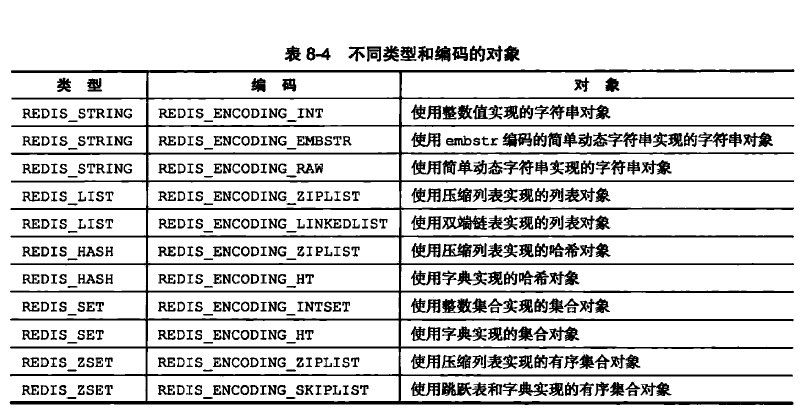 表 8-4 不同类型和编码的对象
类 型 编 码 对 象
REDIS_STRING REDIS_ENCODING_INT 使用整数值实现的字符串对象
REDIS_STRING REDIS_ENCODING_EMBSTR 使用 embstr 编码的简单动态字符串实现的字符串对象
REDIS_STRING REDIS_ENCODING_RAW 使用简单动态字符串实现的字符串对象
REDIS_LIST REDIS_ENCODING_ZIPLIST 使用压缩列表实现的列表对象
REDIS_LIST REDIS_ENCODING_LINKEDLIST 使用双端链表实现的列表对象
REDIS_HASH REDIS_ENCODING_ZIPLIST 使用压缩列表实现的哈希对象
REDIS_HASH REDIS_ENCODING_HT 使用字典实现的哈希对象
REDIS_SET REDIS_ENCODING_INTSET 使用整数集合实现的集合对象
REDIS_SET REDIS_ENCODING_HT 使用字典实现的集合对象
REDIS_ZSET REDIS_ENCODING_ZIPLIST 使用压缩列表实现的有序集合对象
REDIS_ZSET REDIS_ENCODING_SKIPLIST 使用跳跃表和字典实现的有序集合对象